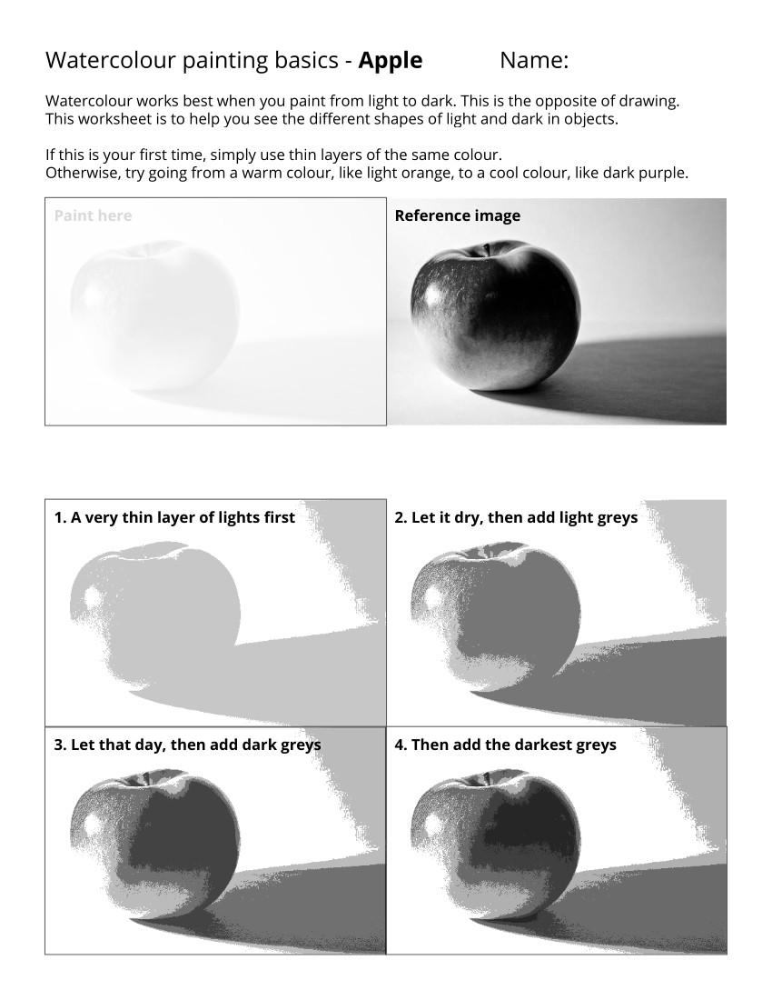 Watercolour painting basics - Apple Name:
Watercolour works best when you paint from light to dark. This is the opposite of drawing.
This worksheet is to help you see the different shapes of light and dark in objects.
If this is your first time, simply use thin layers of the same colour.
Otherwise, try going from a warm colour, like light orange, to a cool colour, like dark purple.
Paint here
Reference image
1. A very thin layer of lights first
2. Let it dry, then add light greys
3. Let that day, then add dark greys
4. Then add the darkest greys